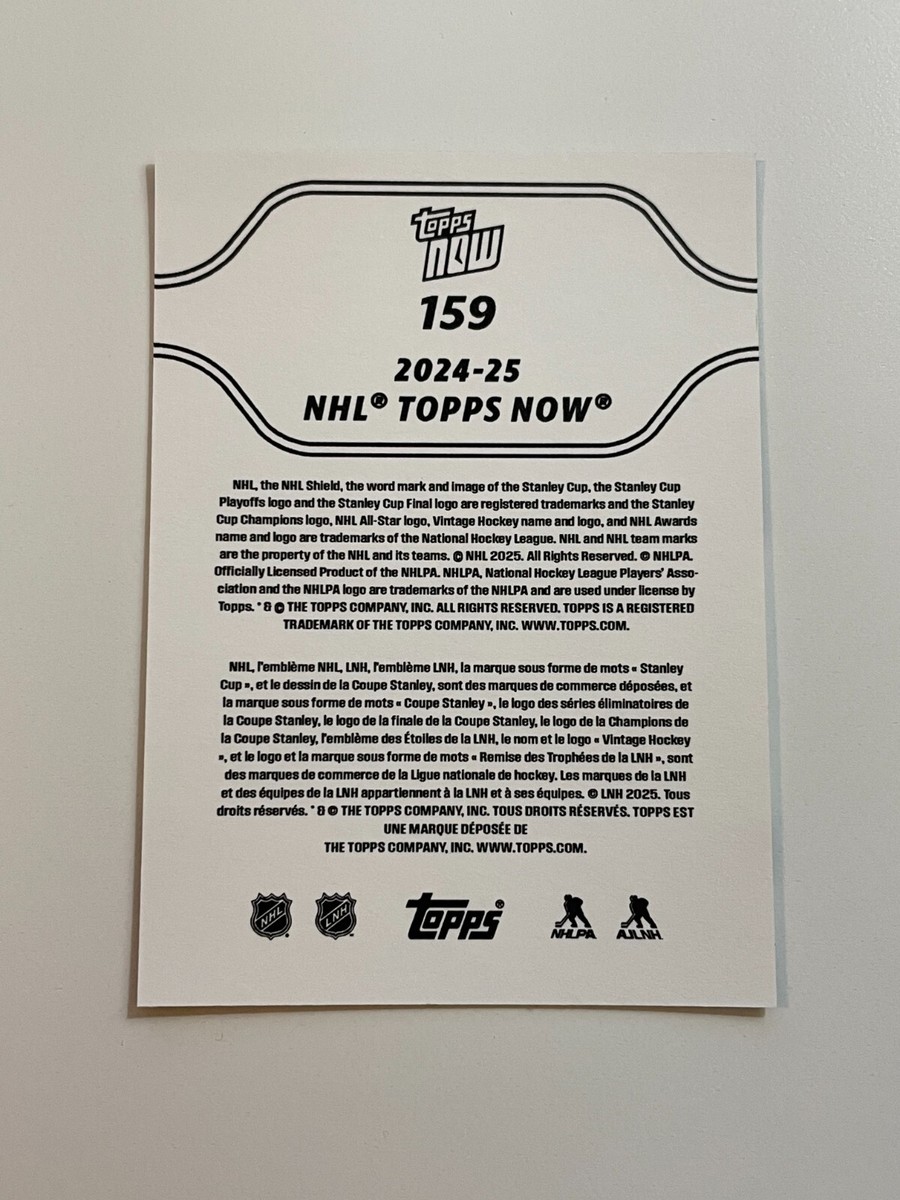 topps
now
159
2024-25
NHL® TOPPS NOW®
NHL, the NHL Shield, the word mark and image of the Stanley Cup, the Stanley Cup
Playoffs logo and the Stanley Cup Final logo are registered trademarks and the Stanley
Cup Champions logo, NHL All-Star logo, Vintage Hockey name and logo, and NHL Awards
name and logo are trademarks of the National Hockey League. NHL and NHL team marks
are the property of the NHL and its teams. © NHL 2025. All Rights Reserved. © NHLPA.
Officially Licensed Product of the NHLPA. NHLPA, National Hockey League Players' Asso-
ciation and the NHLPA logo are trademarks of the NHLPA and are used under license by
Topps. * & © THE TOPPS COMPANY, INC. ALL RIGHTS RESERVED. TOPPS IS A REGISTERED
TRADEMARK OF THE TOPPS COMPANY, INC. WWW.TOPPS.COM.
NHL, l'emblème NHL, LNH, l'emblème LNH, la marque sous forme de mots « Stanley
Cup », et le dessin de la Coupe Stanley, sont des marques de commerce déposées, et
la marque sous forme de mots « Coupe Stanley », le logo des séries éliminatoires de
la Coupe Stanley, le logo de la finale de la Coupe Stanley, le logo de la Champions de
la Coupe Stanley, l'emblème des Étoiles de la LNH, le nom et le logo « Vintage Hockey
», et le logo et la marque sous forme de mots « Remise des Trophées de la LNH », sont
des marques de commerce de la Ligue nationale de hockey. Les marques de la LNH
et des équipes de la LNH appartiennent à la LNH et à ses équipes. © LNH 2025. Tous
droits réservés. * & © THE TOPPS COMPANY, INC. TOUS DROITS RÉSERVÉS. TOPPS EST
UNE MARQUE DÉPOSÉE DE
THE TOPPS COMPANY, INC. WWW.TOPPS.COM.
NHL LNH topps® NHLPA AJLNH